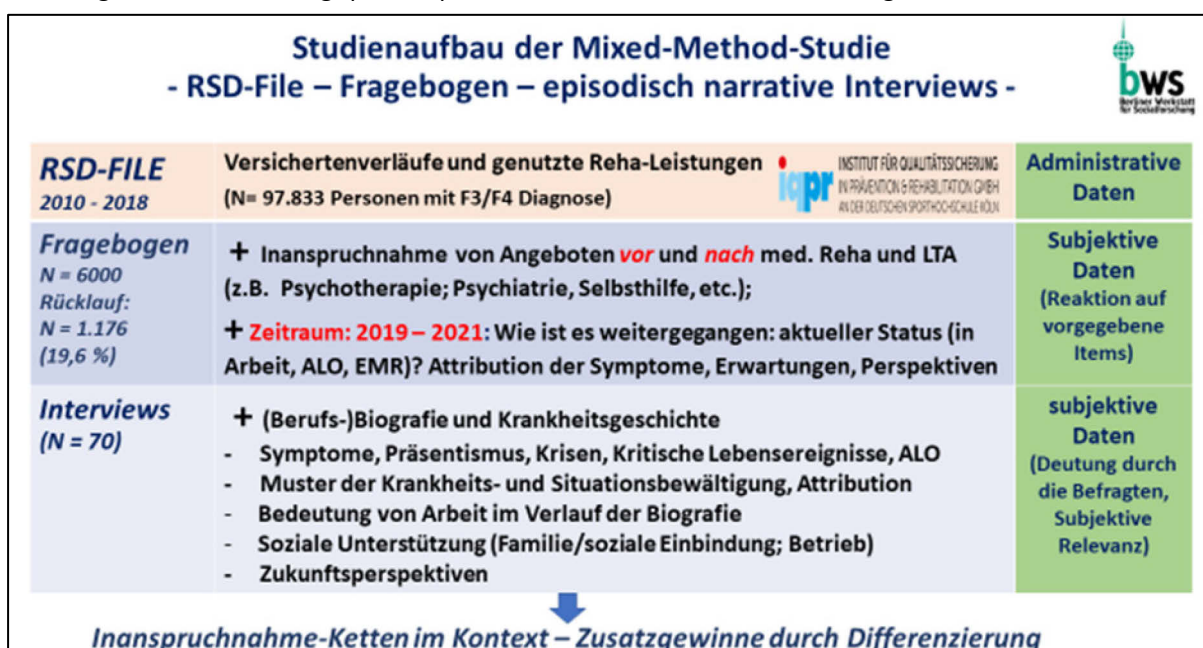 Studienaufbau der Mixed-Method-Studie
- RSD-File – Fragebogen – episodisch narrative Interviews -
bws
Berliner Werkstatt
für Sozialforschung
RSD-FILE
2010 - 2018
Versichertenverläufe und genutzte Reha-Leistungen
(N= 97.833 Personen mit F3/F4 Diagnose)
iqpr
INSTITUT FÜR QUALITÄTSSICHERUNG
IN PRÄVENTION & REHABILITATION GMBH
AN DER DEUTSCHEN SPORTHOCHSCHULE KÖLN
Administrative
Daten
Fragebogen
N = 6000
Rücklauf:
N = 1.176
(19,6 %)
+ Inanspruchnahme von Angeboten vor und nach med. Reha und LTA
(z.B. Psychotherapie; Psychiatrie, Selbsthilfe, etc.);
+ Zeitraum: 2019 – 2021: Wie ist es weitergegangen: aktueller Status (in
Arbeit, ALO, EMR)? Attribution der Symptome, Erwartungen, Perspektiven
Subjektive
Daten
(Reaktion auf
vorgegebene
Items)
Interviews
(N = 70)
+ (Berufs-)Biografie und Krankheitsgeschichte
- Symptome, Präsentismus, Krisen, Kritische Lebensereignisse, ALO
- Muster der Krankheits- und Situationsbewältigung, Attribution
- Bedeutung von Arbeit im Verlauf der Biografie
- Soziale Unterstützung (Familie/soziale Einbindung; Betrieb)
- Zukunftsperspektiven
subjektive
Daten
(Deutung durch
die Befragten,
Subjektive
Relevanz)
Inanspruchnahme-Ketten im Kontext – Zusatzgewinne durch Differenzierung